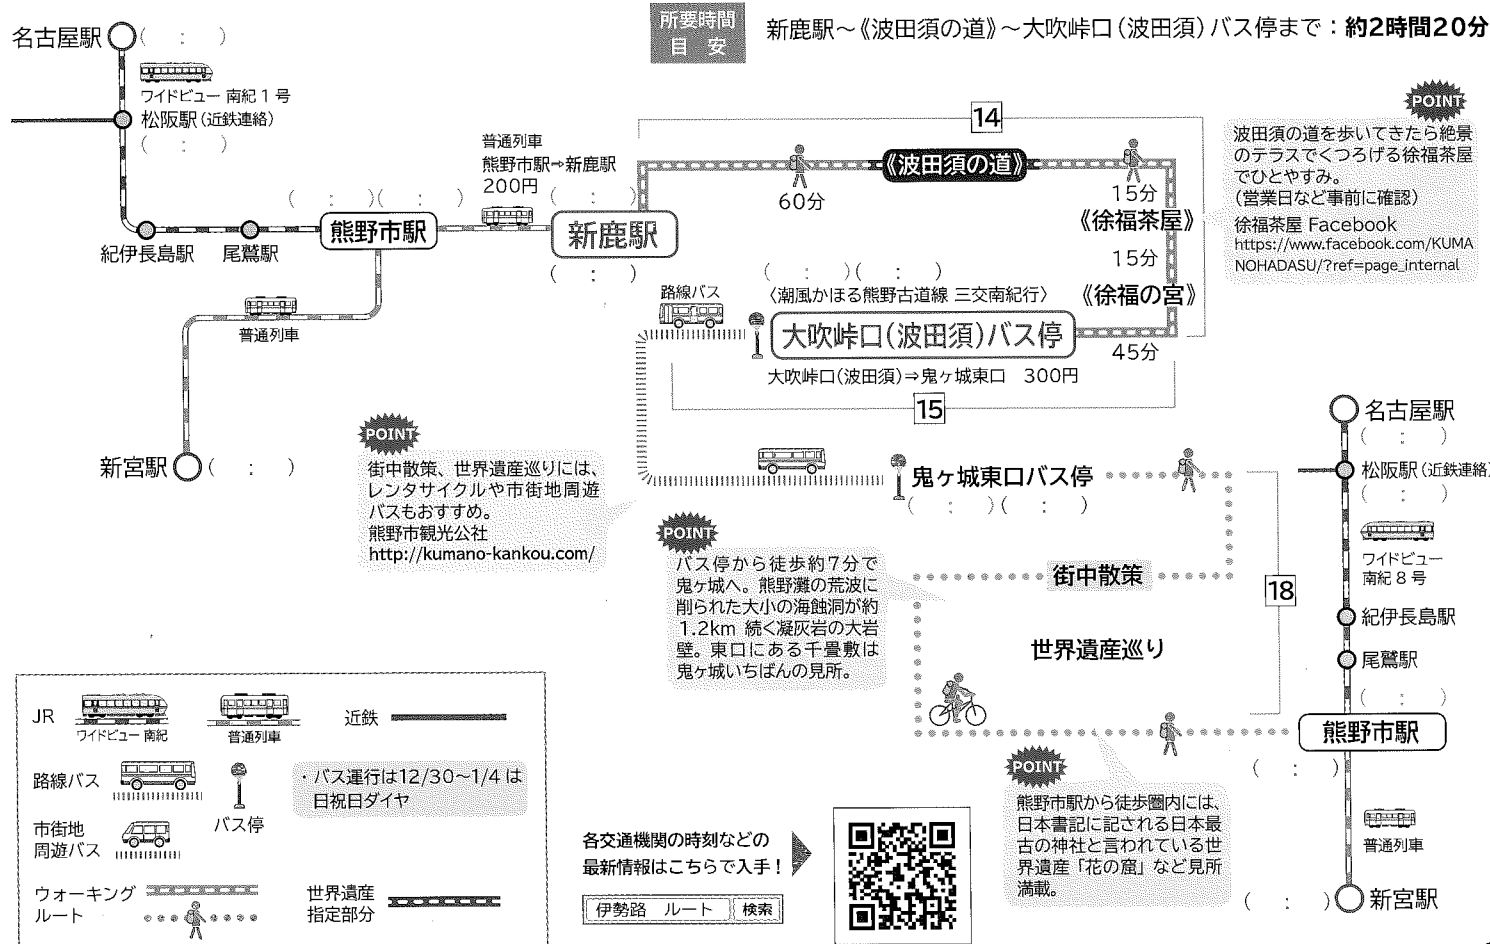 所要時間
目 安
新鹿駅～《波田須の道》～大吹峠口（波田須）バス停まで：約2時間20分
名古屋駅（　：　）
ワイドビュー 南紀 1 号
松阪駅（近鉄連絡）
（　：　）
紀伊長島駅
尾鷲駅
（　：　）（　：　）
熊野市駅
普通列車
熊野市駅⇨新鹿駅
200円
（　：　）
新鹿駅
（　：　）
普通列車
新宮駅（　：　）
14
60分
《波田須の道》
15分
《徐福茶屋》
15分
《徐福の宮》
45分
POINT
波田須の道を歩いてきたら絶景
のテラスでくつろげる徐福茶屋
でひとやすみ。
（営業日など事前に確認）
徐福茶屋 Facebook
https://www.facebook.com/KUMA
NOHADASU/?ref=page_internal
（　：　）（　：　）
〈潮風かほる熊野古道線 三交南紀行〉
路線バス
大吹峠口（波田須）バス停
大吹峠口（波田須）⇒鬼ヶ城東口　300円
15
POINT
街中散策、世界遺産巡りには、
レンタサイクルや市街地周遊
バスもおすすめ。
熊野市観光公社
http://kumano-kankou.com/
鬼ヶ城東口バス停
（　：　）（　：　）
POINT
バス停から徒歩約7分で
鬼ヶ城へ。熊野灘の荒波に
削られた大小の海蝕洞が約
1.2km 続く凝灰岩の大岩
壁。東口にある千畳敷は
鬼ヶ城いちばんの見所。
街中散策
世界遺産巡り
18
名古屋駅
（　：　）
松阪駅（近鉄連絡）
（　：　）
ワイドビュー
南紀 8 号
紀伊長島駅
尾鷲駅
（　：　）
熊野市駅
（　：　）
普通列車
（　：　）新宮駅
POINT
熊野市駅から徒歩圏内には、
日本書記に記される日本最
古の神社と言われている世
界遺産「花の窟」など見所
満載。
JR
ワイドビュー 南紀
普通列車
近鉄
路線バス
バス停
・バス運行は12/30～1/4 は
日祝日ダイヤ
市街地
周遊バス
ウォーキング
ルート
世界遺産
指定部分
各交通機関の時刻などの
最新情報はこちらで入手！
伊勢路　ルート　検索